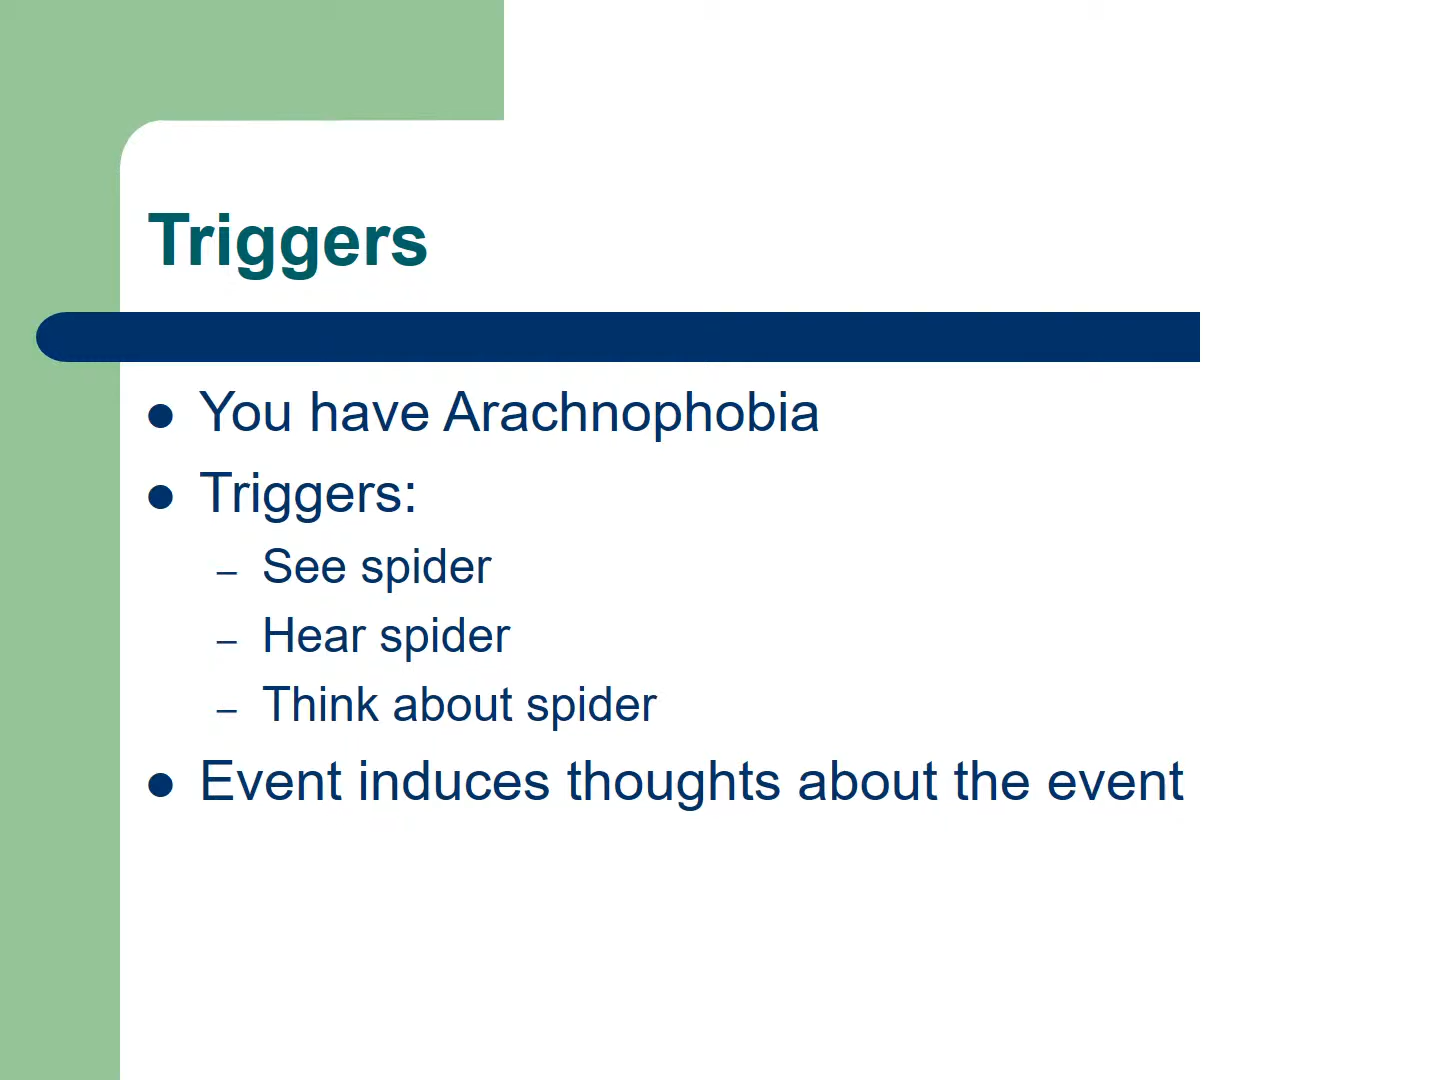 Triggers
● You have Arachnophobia
● Triggers:
– See spider
– Hear spider
– Think about spider
● Event induces thoughts about the event